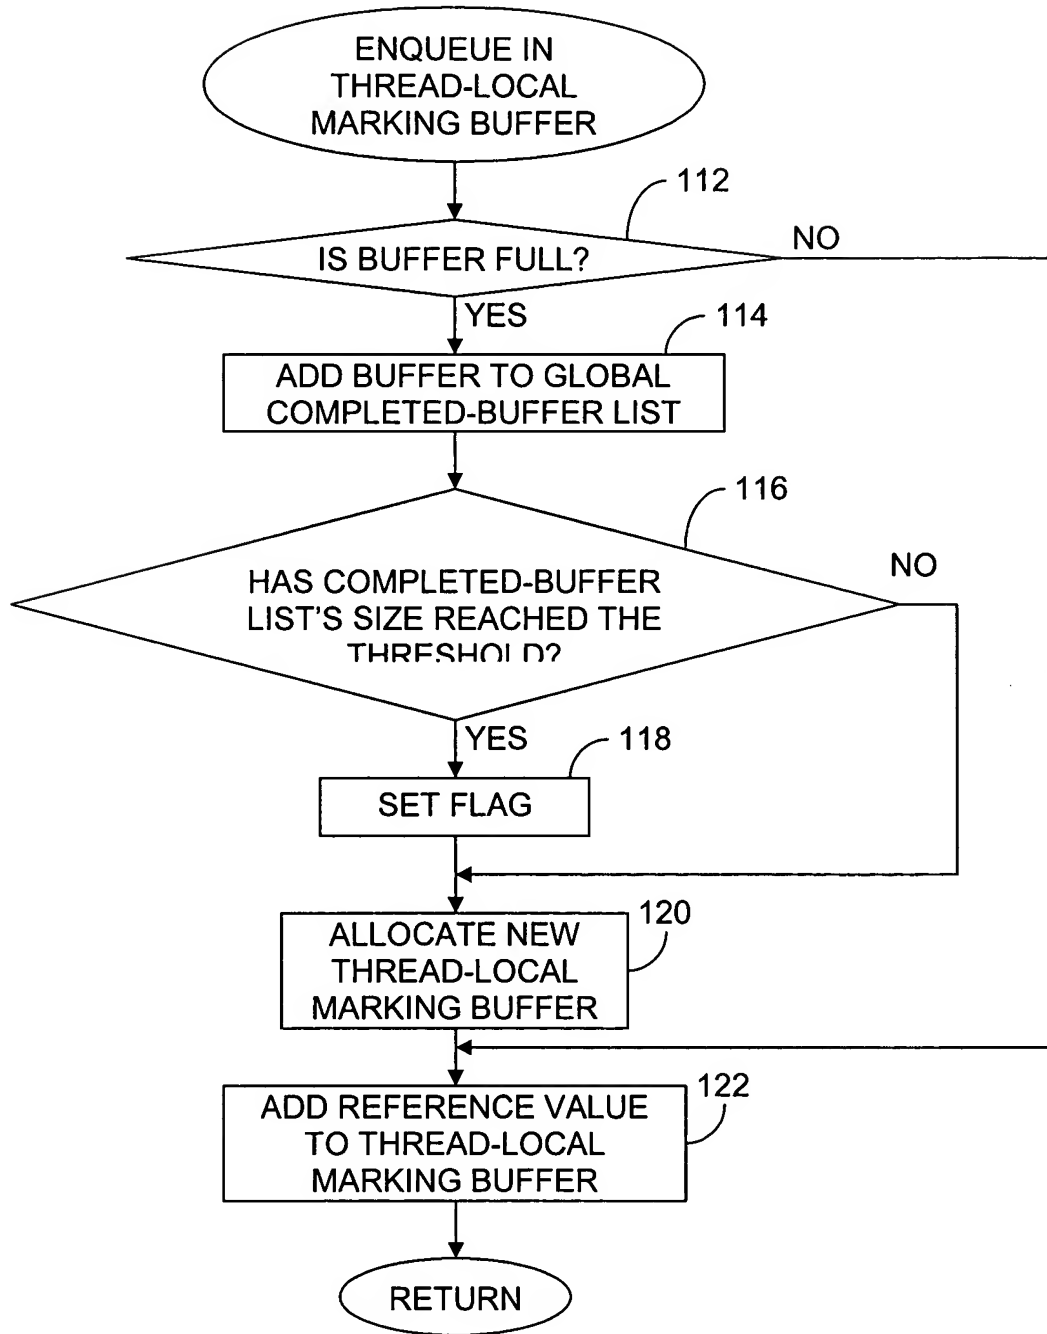 ENQUEUE IN
THREAD-LOCAL
MARKING BUFFER
112
IS BUFFER FULL?
NO
YES
114
ADD BUFFER TO GLOBAL
COMPLETED-BUFFER LIST
116
HAS COMPLETED-BUFFER
LIST'S SIZE REACHED THE
THRESHOLD?
NO
YES
118
SET FLAG
120
ALLOCATE NEW
THREAD-LOCAL
MARKING BUFFER
122
ADD REFERENCE VALUE
TO THREAD-LOCAL
MARKING BUFFER
RETURN